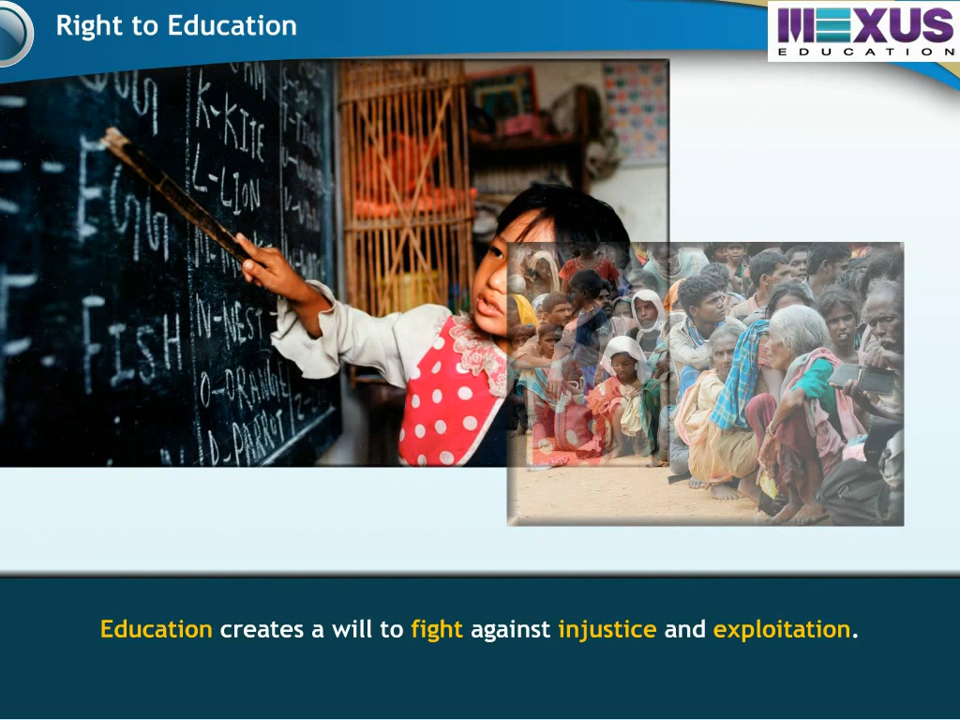 Right to Education
MEXUS
EDUCATION
K-KITE
L-LION
EGG
N-NEST
FISH
O-ORANGE
PARROT
Education creates a will to fight against injustice and exploitation.